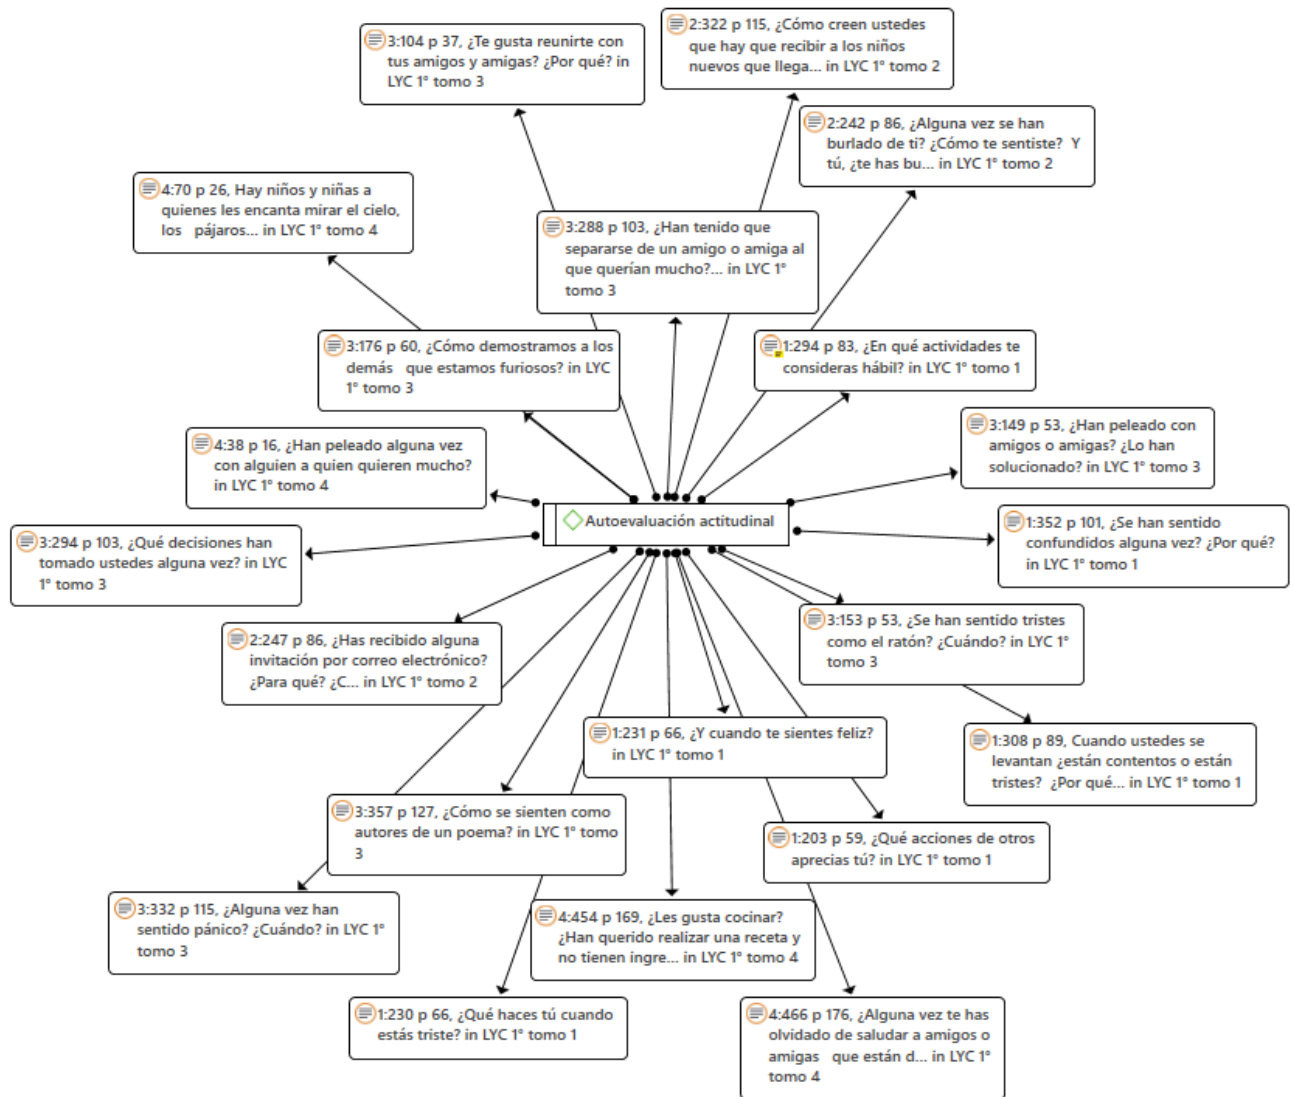 3:104 p 37, ¿Te gusta reunirte con
tus amigos y amigas? ¿Por qué? in
LYC 1° tomo 3
2:322 p 115, ¿Cómo creen ustedes
que hay que recibir a los niños
nuevos que llega... in LYC 1° tomo 2
2:242 p 86, ¿Alguna vez se han
burlado de ti? ¿Cómo te sentiste? Y
tú, ¿te has bu... in LYC 1° tomo 2
4:70 p 26, Hay niños y niñas a
quienes les encanta mirar el cielo,
los pájaros... in LYC 1° tomo 4
3:288 p 103, ¿Han tenido que
separarse de un amigo o amiga al
que querían mucho?... in LYC 1°
tomo 3
3:176 p 60, ¿Cómo demostramos a los
demás que estamos furiosos? in LYC
1° tomo 3
1:294 p 83, ¿En qué actividades te
consideras hábil? in LYC 1° tomo 1
3:149 p 53, ¿Han peleado con
amigos o amigas? ¿Lo han
solucionado? in LYC 1° tomo 3
4:38 p 16, ¿Han peleado alguna vez
con alguien a quien quieren mucho?
in LYC 1° tomo 4
Autoevaluación actitudinal
1:352 p 101, ¿Se han sentido
confundidos alguna vez? ¿Por qué?
in LYC 1° tomo 1
3:294 p 103, ¿Qué decisiones han
tomado ustedes alguna vez? in LYC
1° tomo 3
3:153 p 53, ¿Se han sentido tristes
como el ratón? ¿Cuándo? in LYC 1°
tomo 3
2:247 p 86, ¿Has recibido alguna
invitación por correo electrónico?
¿Para qué? ¿C... in LYC 1° tomo 2
1:231 p 66, ¿Y cuando te sientes feliz?
in LYC 1° tomo 1
1:308 p 89, Cuando ustedes se
levantan ¿están contentos o están
tristes? ¿Por qué... in LYC 1° tomo 1
3:357 p 127, ¿Cómo se sienten como
autores de un poema? in LYC 1° tomo
3
1:203 p 59, ¿Qué acciones de otros
aprecias tú? in LYC 1° tomo 1
3:332 p 115, ¿Alguna vez han
sentido pánico? ¿Cuándo? in LYC 1°
tomo 3
4:454 p 169, ¿Les gusta cocinar?
¿Han querido realizar una receta y
no tienen ingre... in LYC 1° tomo 4
1:230 p 66, ¿Qué haces tú cuando
estás triste? in LYC 1° tomo 1
4:466 p 176, ¿Alguna vez te has
olvidado de saludar a amigos o
amigas que están d... in LYC 1°
tomo 4